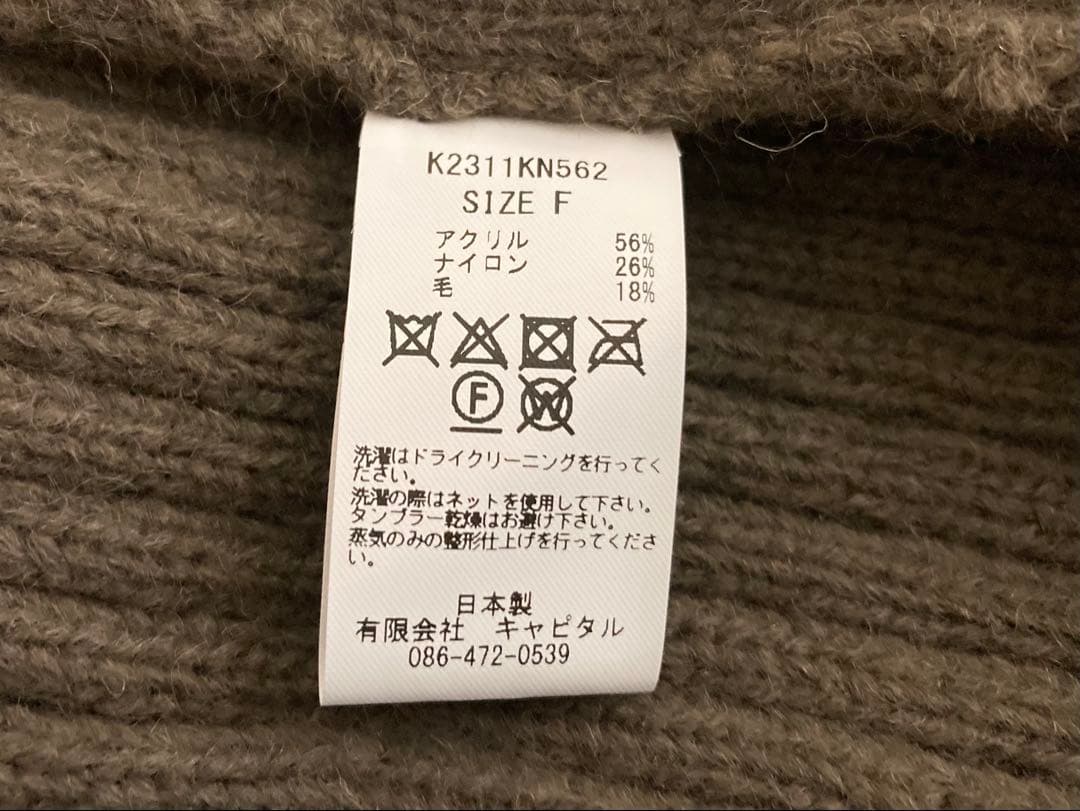 K2311KN562
SIZE F
アクリル 56%
ナイロン 26%
毛 18%
F
W
洗濯はドライクリーニングを行ってく
ださい。
洗濯の際はネットを使用して下さい。
タンブラー乾燥はお避け下さい。
蒸気のみの整形仕上げを行ってくださ
い。
日本製
有限会社 キャピタル
086-472-0539